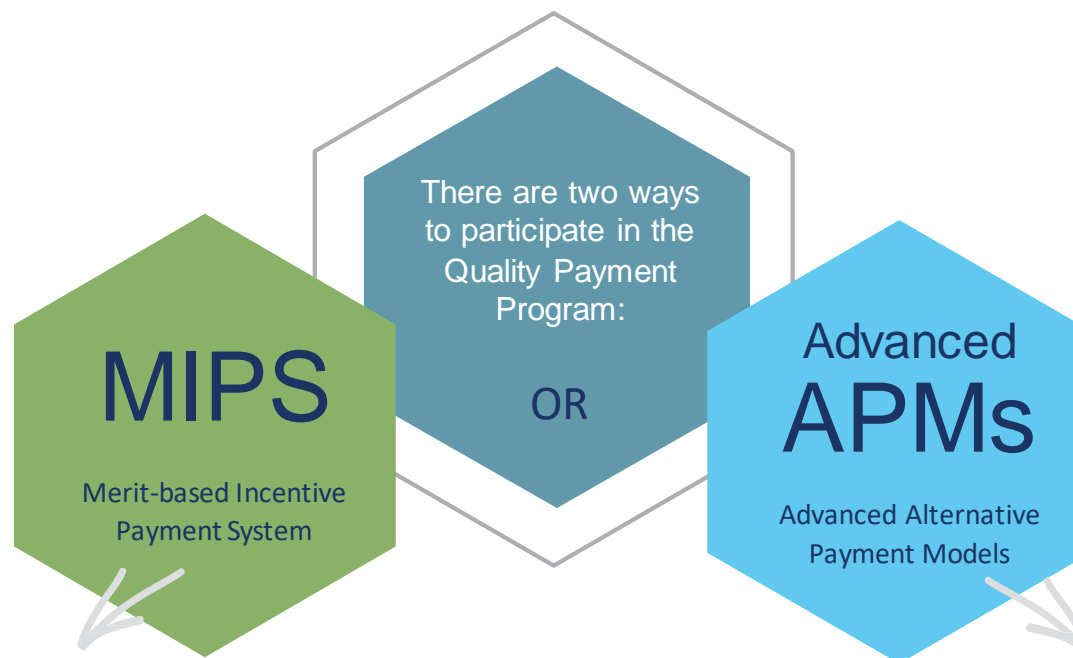 There are two ways
to participate in the
Quality Payment
Program:
OR
MIPS
Merit-based Incentive
Payment System
Advanced
APMs
Advanced Alternative
Payment Models